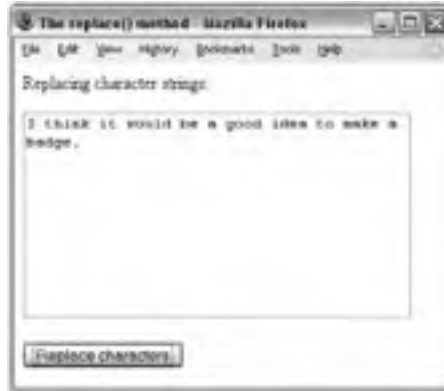 The replace() method - Mozilla Firefox
File Edit View History Bookmarks Tools Help
Replacing character strings
I think it would be a good idea to make a
badge.
Replace characters